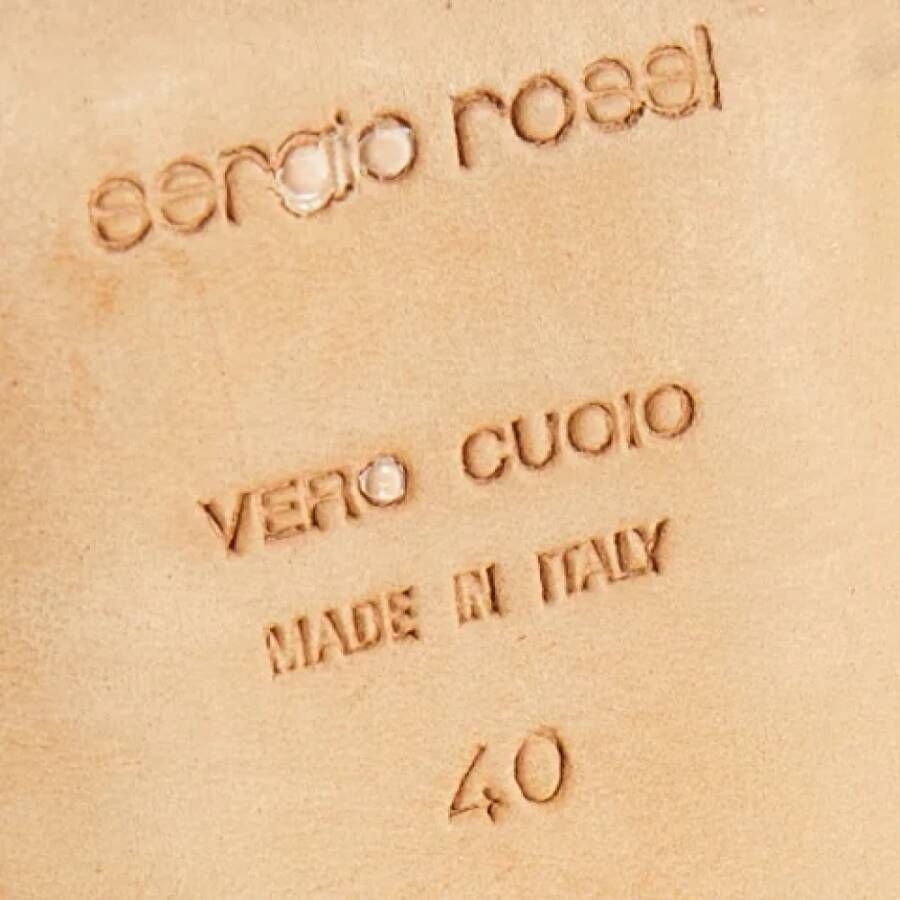 sergio rossi
VERO CUOIO
MADE IN ITALY
40